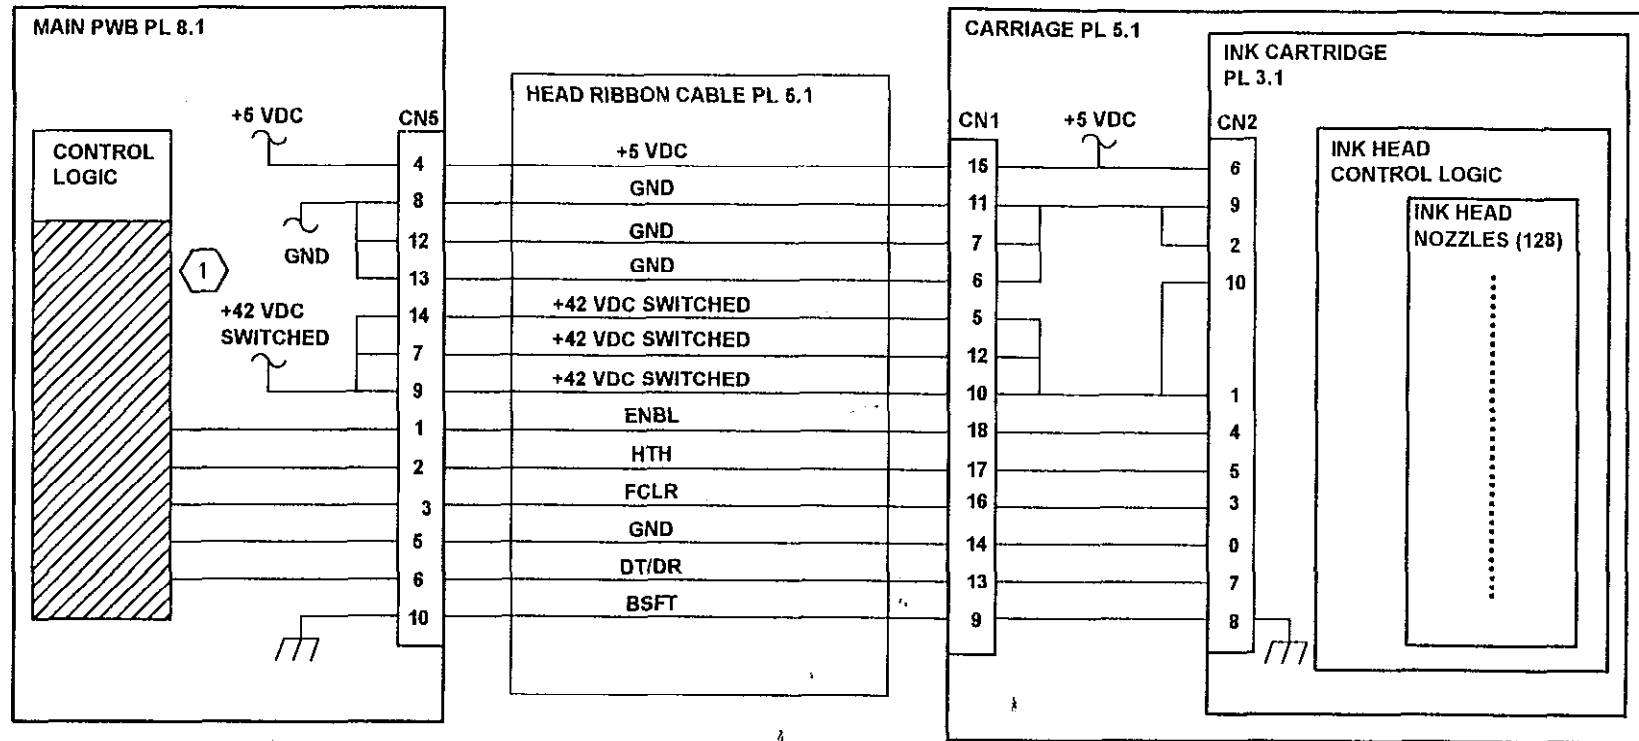 MAIN PWB PL 8.1
CONTROL
LOGIC
1
+5 VDC
GND
+42 VDC
SWITCHED
CN5
4
8
12
13
14
7
9
1
2
3
5
6
10
HEAD RIBBON CABLE PL 5.1
+5 VDC
GND
GND
GND
+42 VDC SWITCHED
+42 VDC SWITCHED
+42 VDC SWITCHED
ENBL
HTH
FCLR
GND
DT/DR
BSFT
CARRIAGE PL 5.1
CN1
15
11
7
6
5
12
10
18
17
16
14
13
9
+5 VDC
INK CARTRIDGE
PL 3.1
CN2
6
9
2
10
1
4
5
3
0
7
8
INK HEAD
CONTROL LOGIC
INK HEAD
NOZZLES (128)